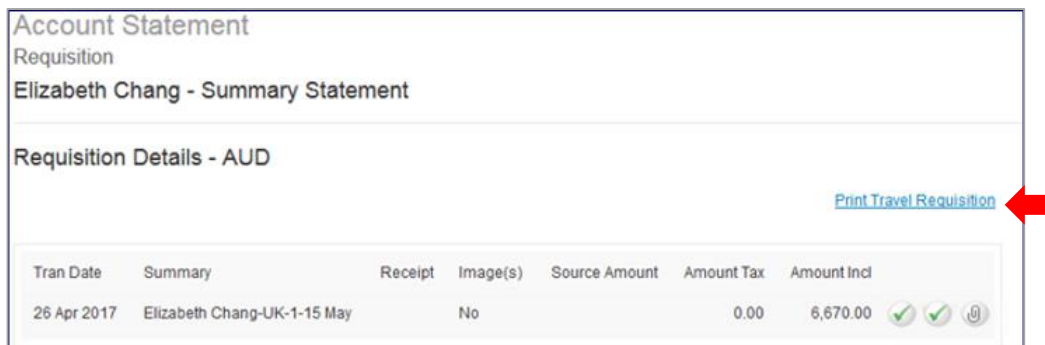 Account Statement
Requisition
Elizabeth Chang - Summary Statement
Requisition Details - AUD
Print Travel Requisition
Tran Date Summary Receipt Image(s) Source Amount Amount Tax Amount Incl
26 Apr 2017 Elizabeth Chang-UK-1-15 May No 0.00 6,670.00